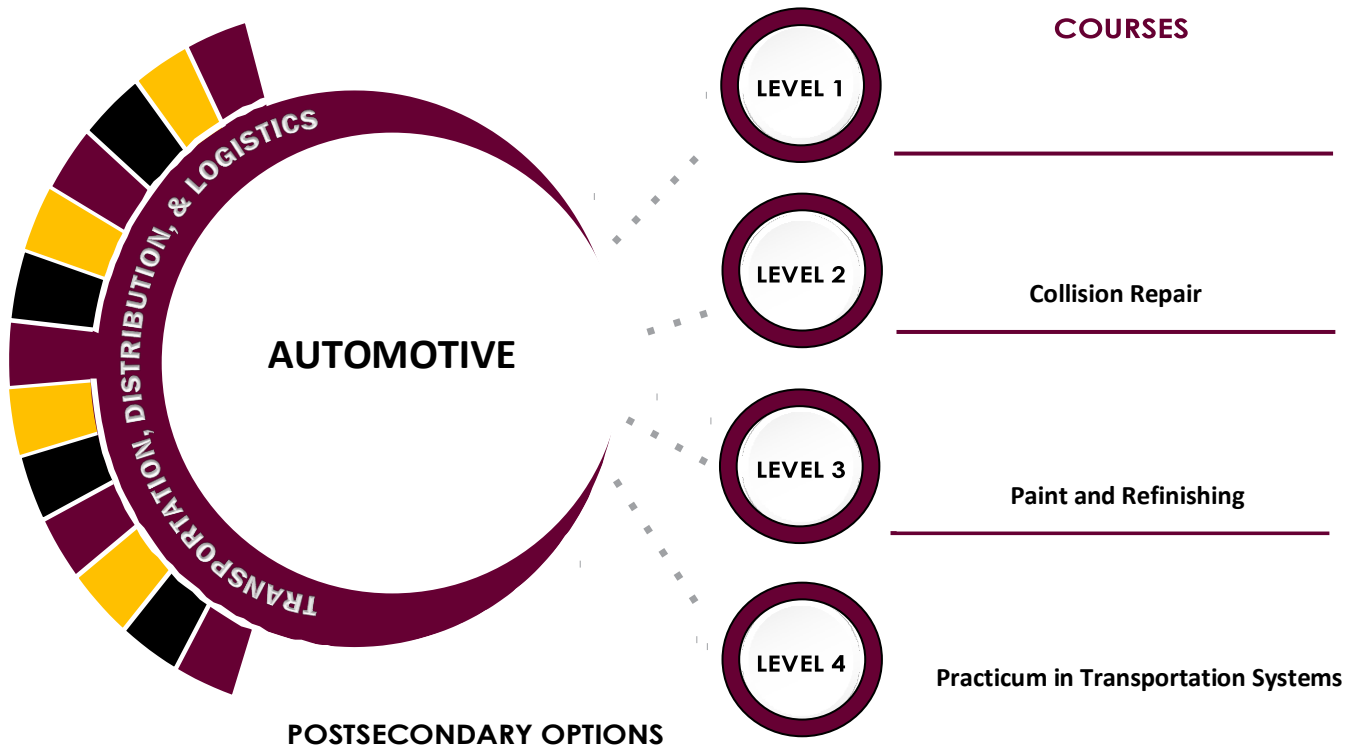 TRANSPORTATION, DISTRIBUTION, & LOGISTICS
AUTOMOTIVE
COURSES
LEVEL 1
LEVEL 2
Collision Repair
LEVEL 3
Paint and Refinishing
LEVEL 4
Practicum in Transportation Systems
POSTSECONDARY OPTIONS